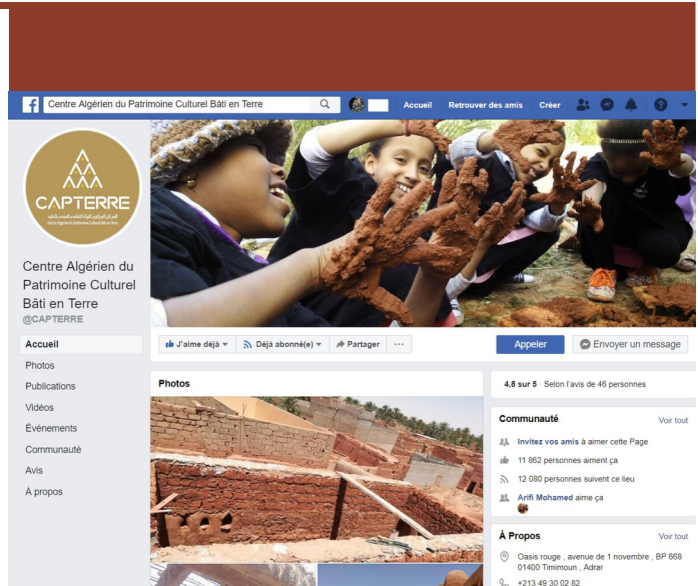 Centre Algérien du Patrimoine Culturel Bâti en Terre
Accueil
Retrouver des amis
Créer
CAPTERRE
Centre Algérien du
Patrimoine Culturel
Bâti en Terre
@CAPTERRE
Accueil
Photos
Publications
Vidéos
Évènements
Communauté
Avis
À propos
J'aime déjà
Déjà abonné(e)
Partager
Appeler
Envoyer un message
Photos
4,8 sur 5 · Selon l'avis de 46 personnes
Communauté
Voir tout
Invitez vos amis à aimer cette Page
11 862 personnes aiment ça
12 080 personnes suivent ce lieu
Arifi Mohamed aime ça
À Propos
Voir tout
Oasis rouge , avenue de 1 novembre , BP 668
01400 Timimoun , Adrar
+213 49 30 02 82